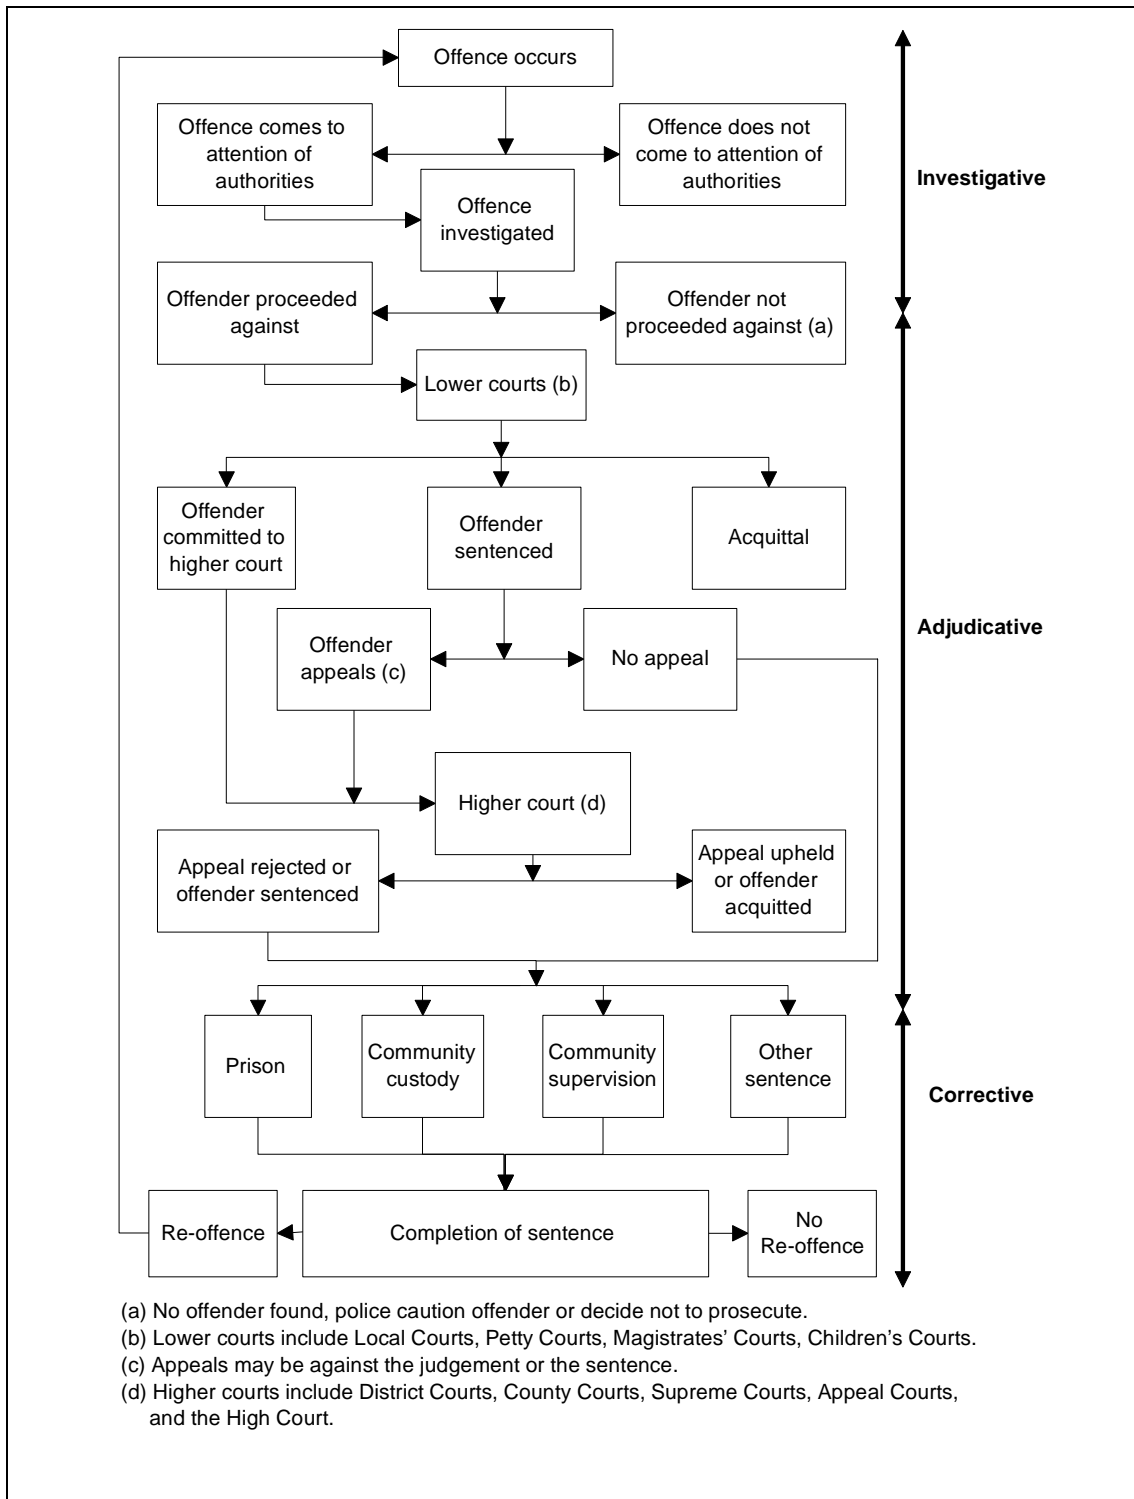 Offence occurs
Offence comes to
attention of
authorities
Offence does not
come to attention of
authorities
Investigative
Offence
investigated
Offender proceeded
against
Offender not
proceeded against (a)
Lower courts (b)
Offender
committed to
higher court
Offender
sentenced
Acquittal
Adjudicative
Offender
appeals (c)
No appeal
Higher court (d)
Appeal rejected or
offender sentenced
Appeal upheld
or offender
acquitted
Prison
Community
custody
Community
supervision
Other
sentence
Corrective
Re-offence
Completion of sentence
No
Re-offence
(a) No offender found, police caution offender or decide not to prosecute.
(b) Lower courts include Local Courts, Petty Courts, Magistrates’ Courts, Children’s Courts.
(c) Appeals may be against the judgement or the sentence.
(d) Higher courts include District Courts, County Courts, Supreme Courts, Appeal Courts,
and the High Court.